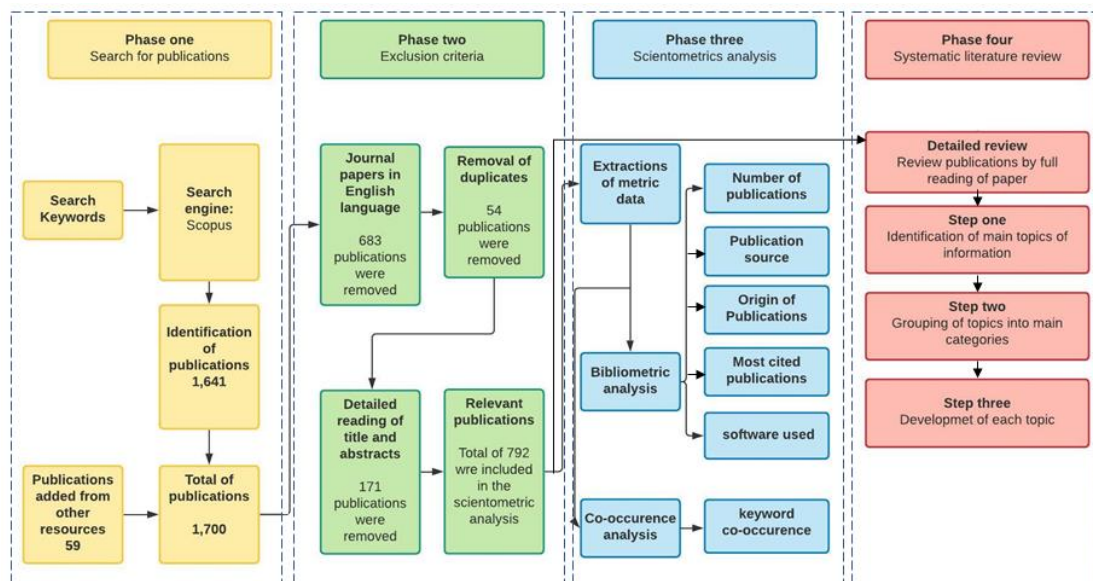 Phase one
Search for publications
Search
Keywords
Search
engine:
Scopus
Identification
of
publications
1,641
Publications
added from
other
resources
59
Total of
publications
1,700
Phase two
Exclusion criteria
Journal
papers in
English
language
683
publications
were
removed
Removal of
duplicates
54
publications
were
removed
Detailed
reading of
title and
abstracts
171
publications
were
removed
Relevant
publications
Total of 792
wre included
in the
scientometric
analysis
Phase three
Scientometrics analysis
Extractions
of metric
data
Bibliometric
analysis
Co-occurence
analysis
Number of
publications
Publication
source
Origin of
Publications
Most cited
publications
software used
keyword
co-occurence
Phase four
Systematic literature review
Detailed review
Review publications by full
reading of paper
Step one
Identification of main topics of
information
Step two
Grouping of topics into main
categories
Step three
Developmet of each topic